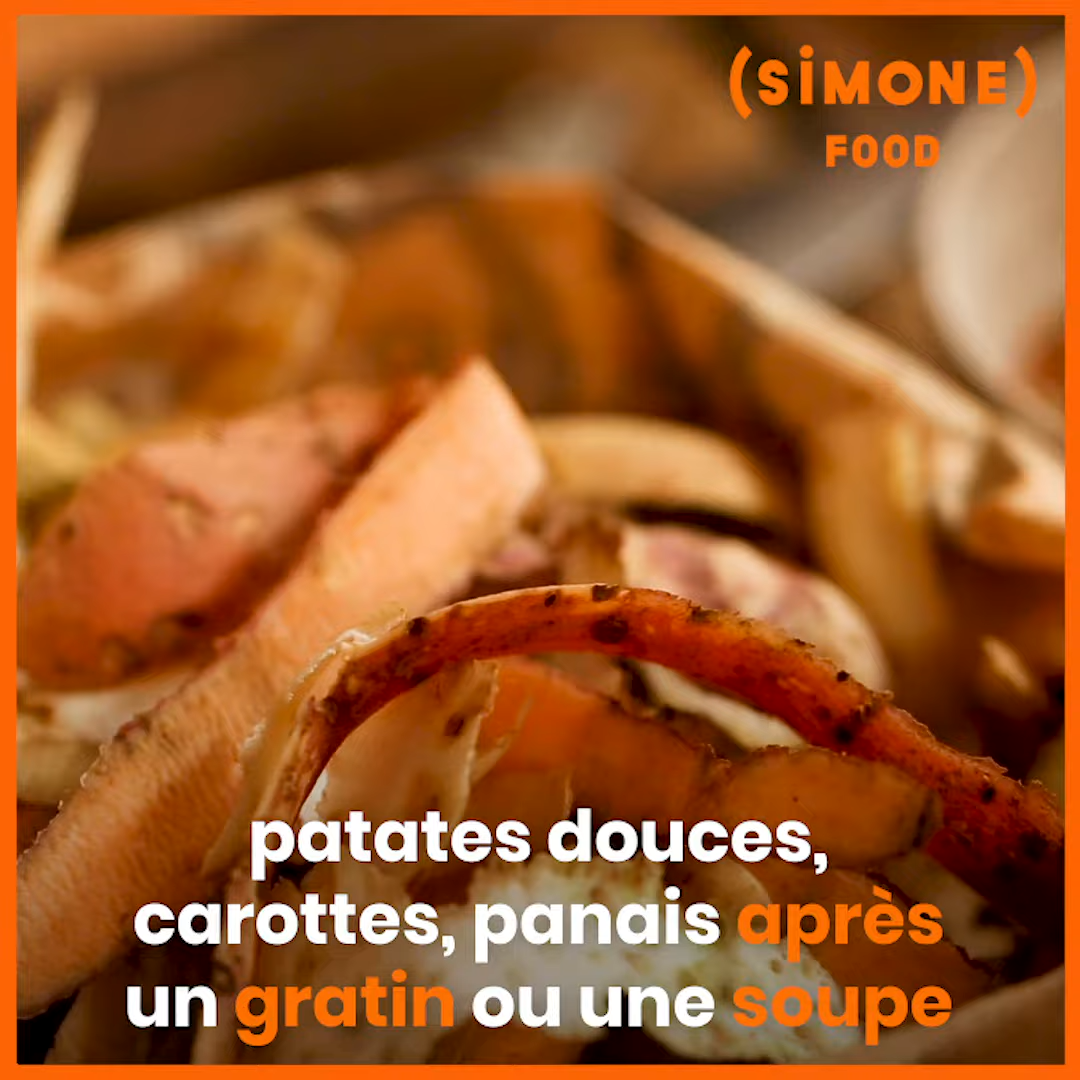 (SiMONE)
FOOD
patates douces,
carottes, panais après
un gratin ou une soupe